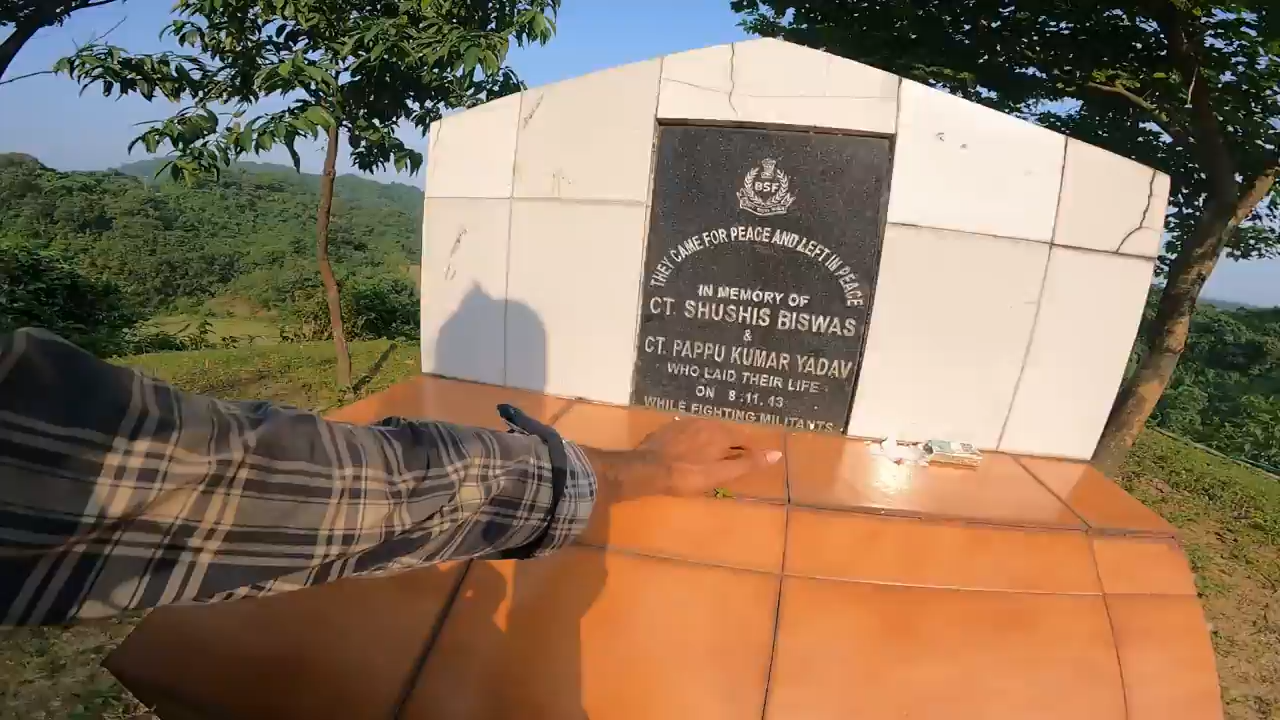 BSF
THEY CAME FOR PEACE AND LEFT IN PEACE
IN MEMORY OF
CT. SHUSHIS BISWAS
&
CT. PAPPU KUMAR YADAV
WHO LAID THEIR LIFE
ON 8.11.13
WHILE FIGHTING MILITANTS